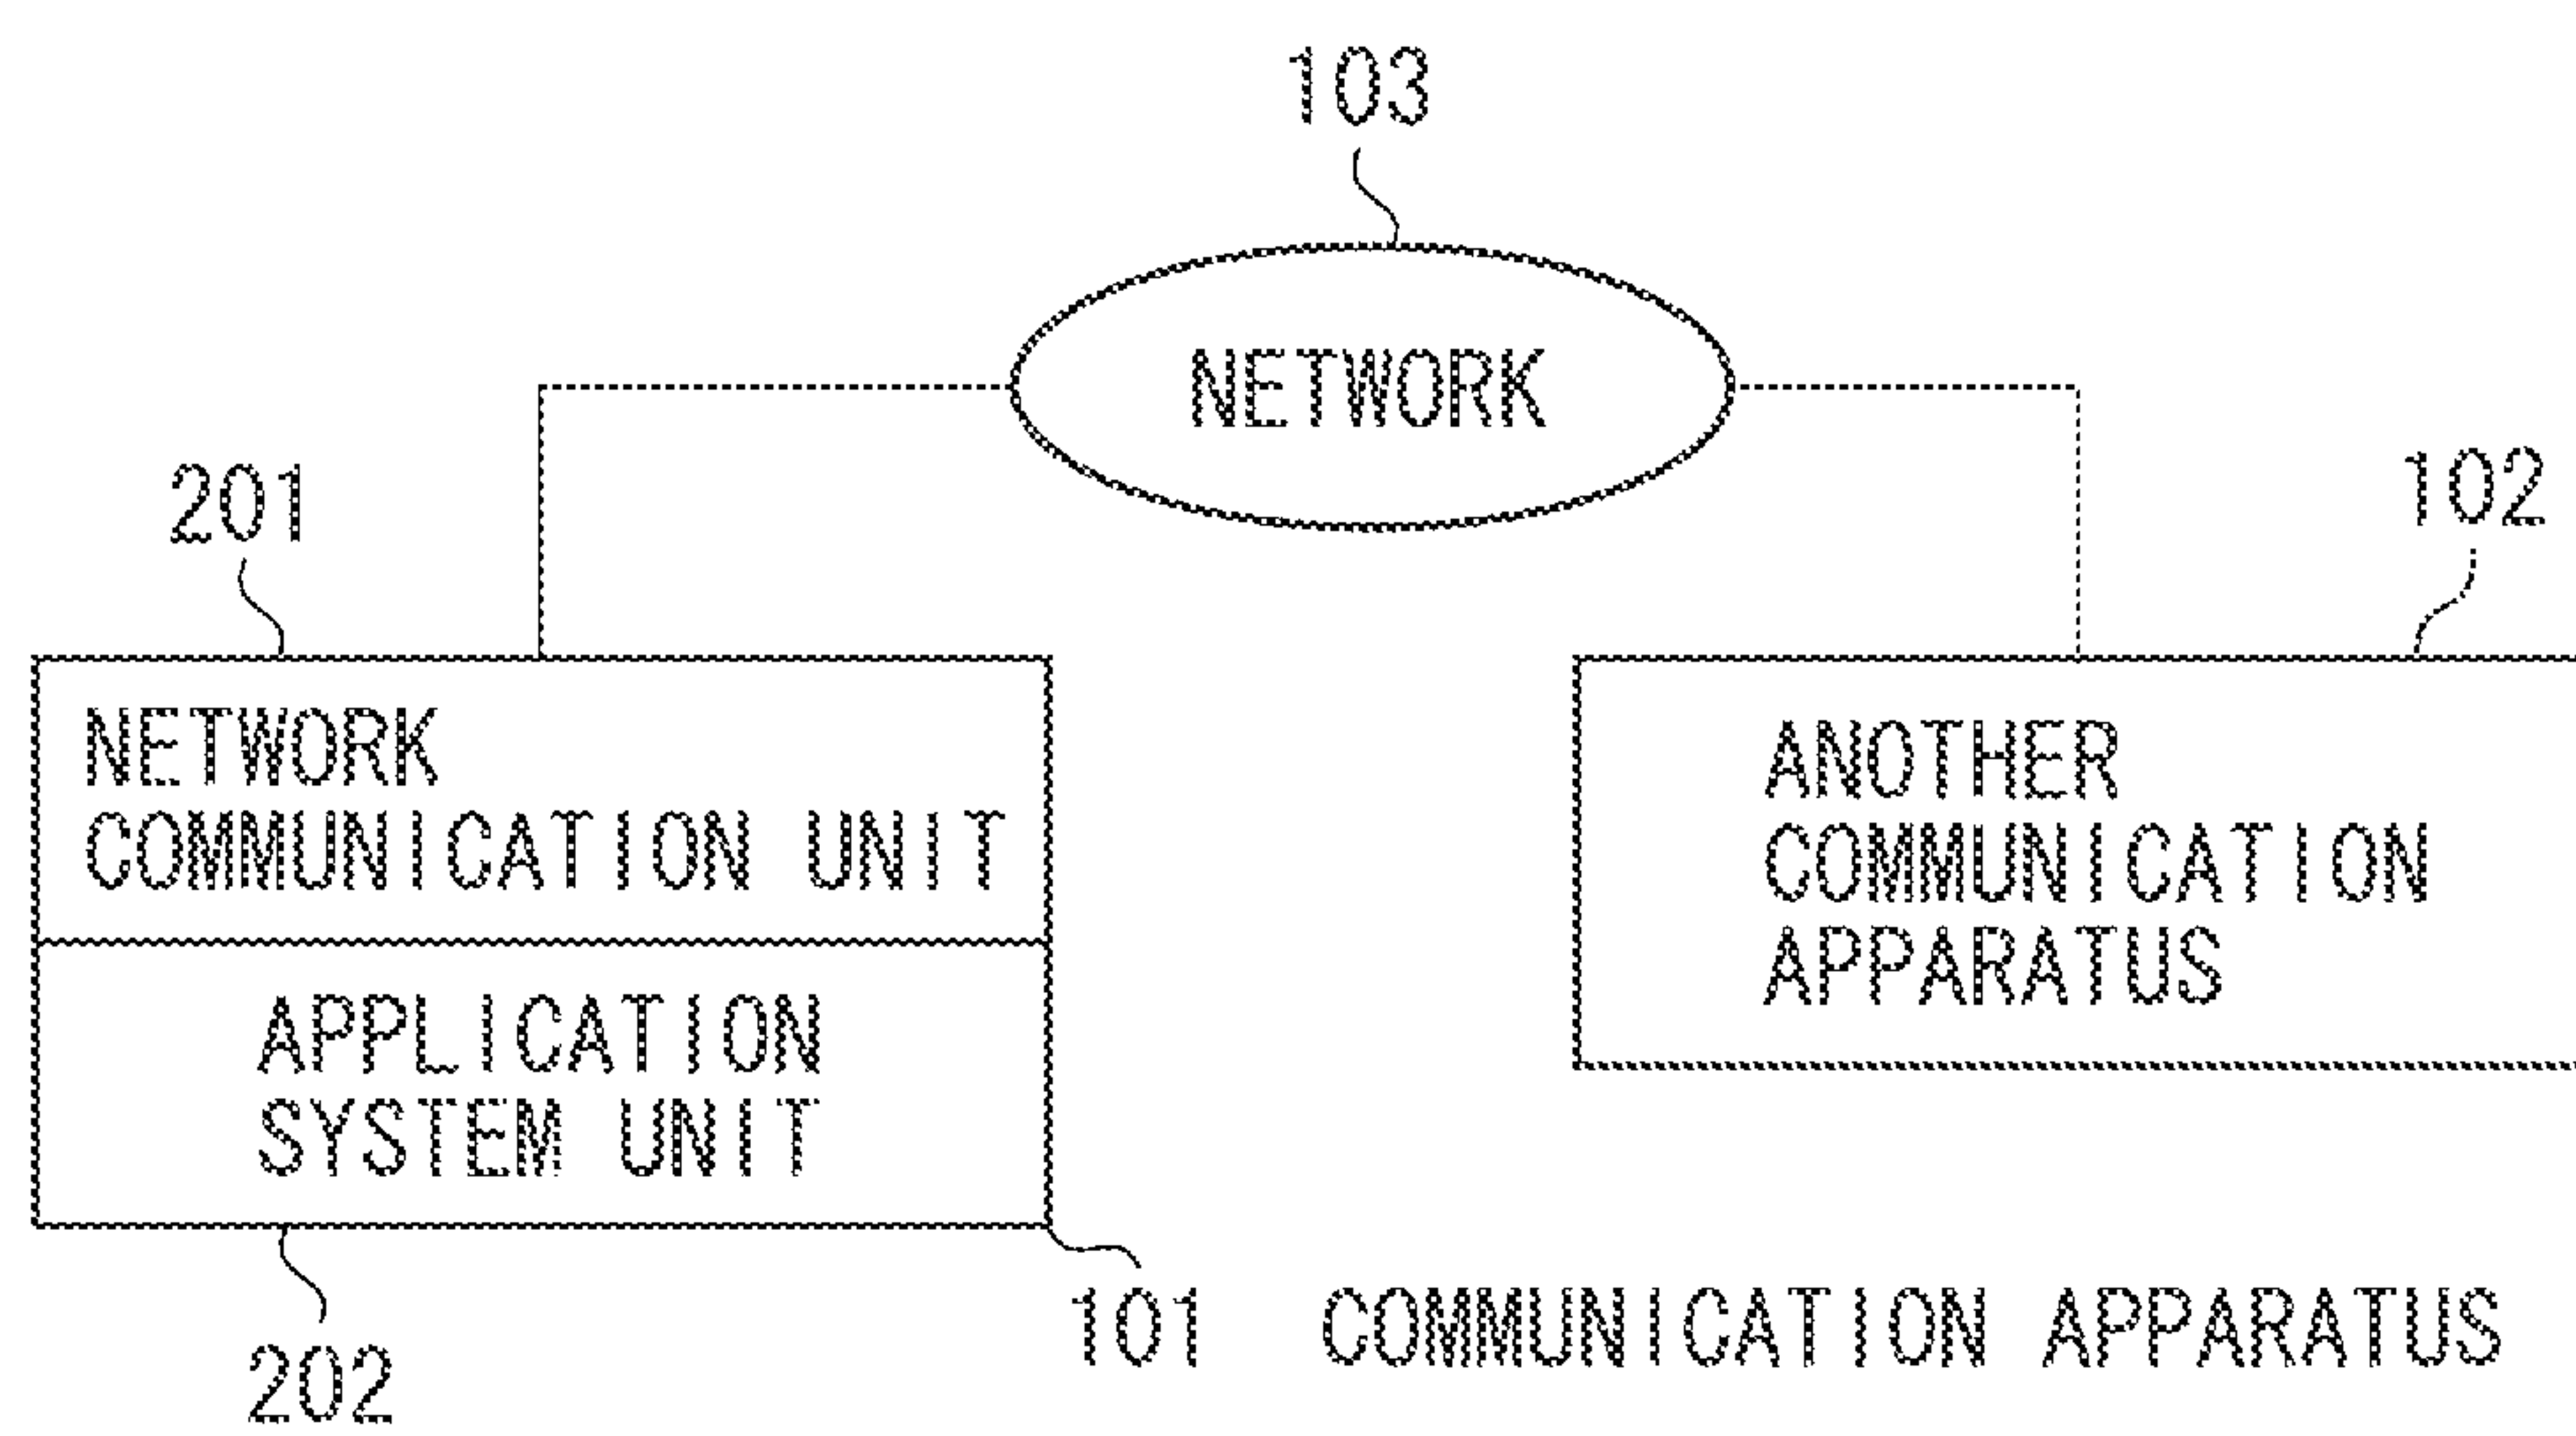 103
NETWORK
201
102
NETWORK
COMMUNICATION UNIT
ANOTHER
COMMUNICATION
APPARATUS
APPLICATION
SYSTEM UNIT
101 COMMUNICATION APPARATUS
202